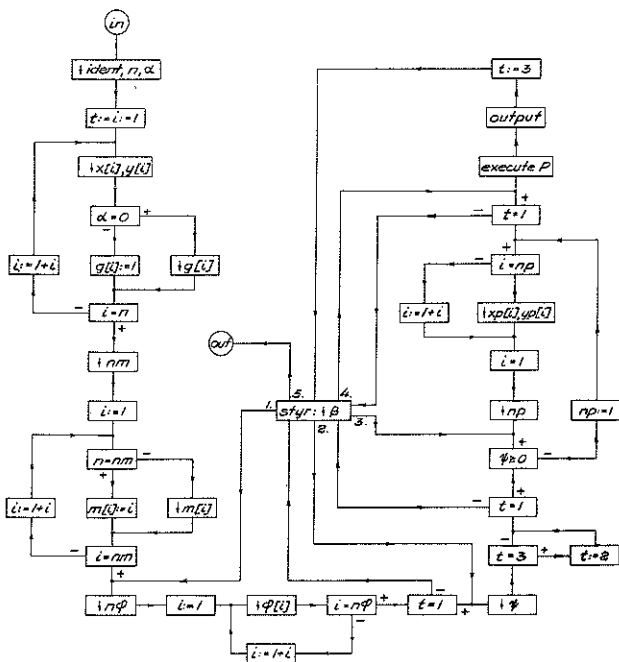 in
⍿ident, n, α
t:=i:=1
⍿x[i], y[i]
α=0
+
-
i:=1+i
g[i]:=1
⍿g[i]
-
i=n
+
⍿nm
i:=1
n=nm
-
+
i:=1+i
m[i]:=i
⍿m[i]
-
i=nm
+
⍿nφ
i:=1
⍿φ[i]
i=nφ
+
-
i:=1+i
t=1
-
+
⍿ψ
t=3
-
+
t:=2
t=1
-
+
ψ≥0
-
+
np:=1
⍿np
i=1
⍿xp[i], yp[i]
i:=1+i
i=np
-
+
t=1
-
+
execute P
output
t:=3
out
styr: ⍿β
1.
2.
3.
4.
5.